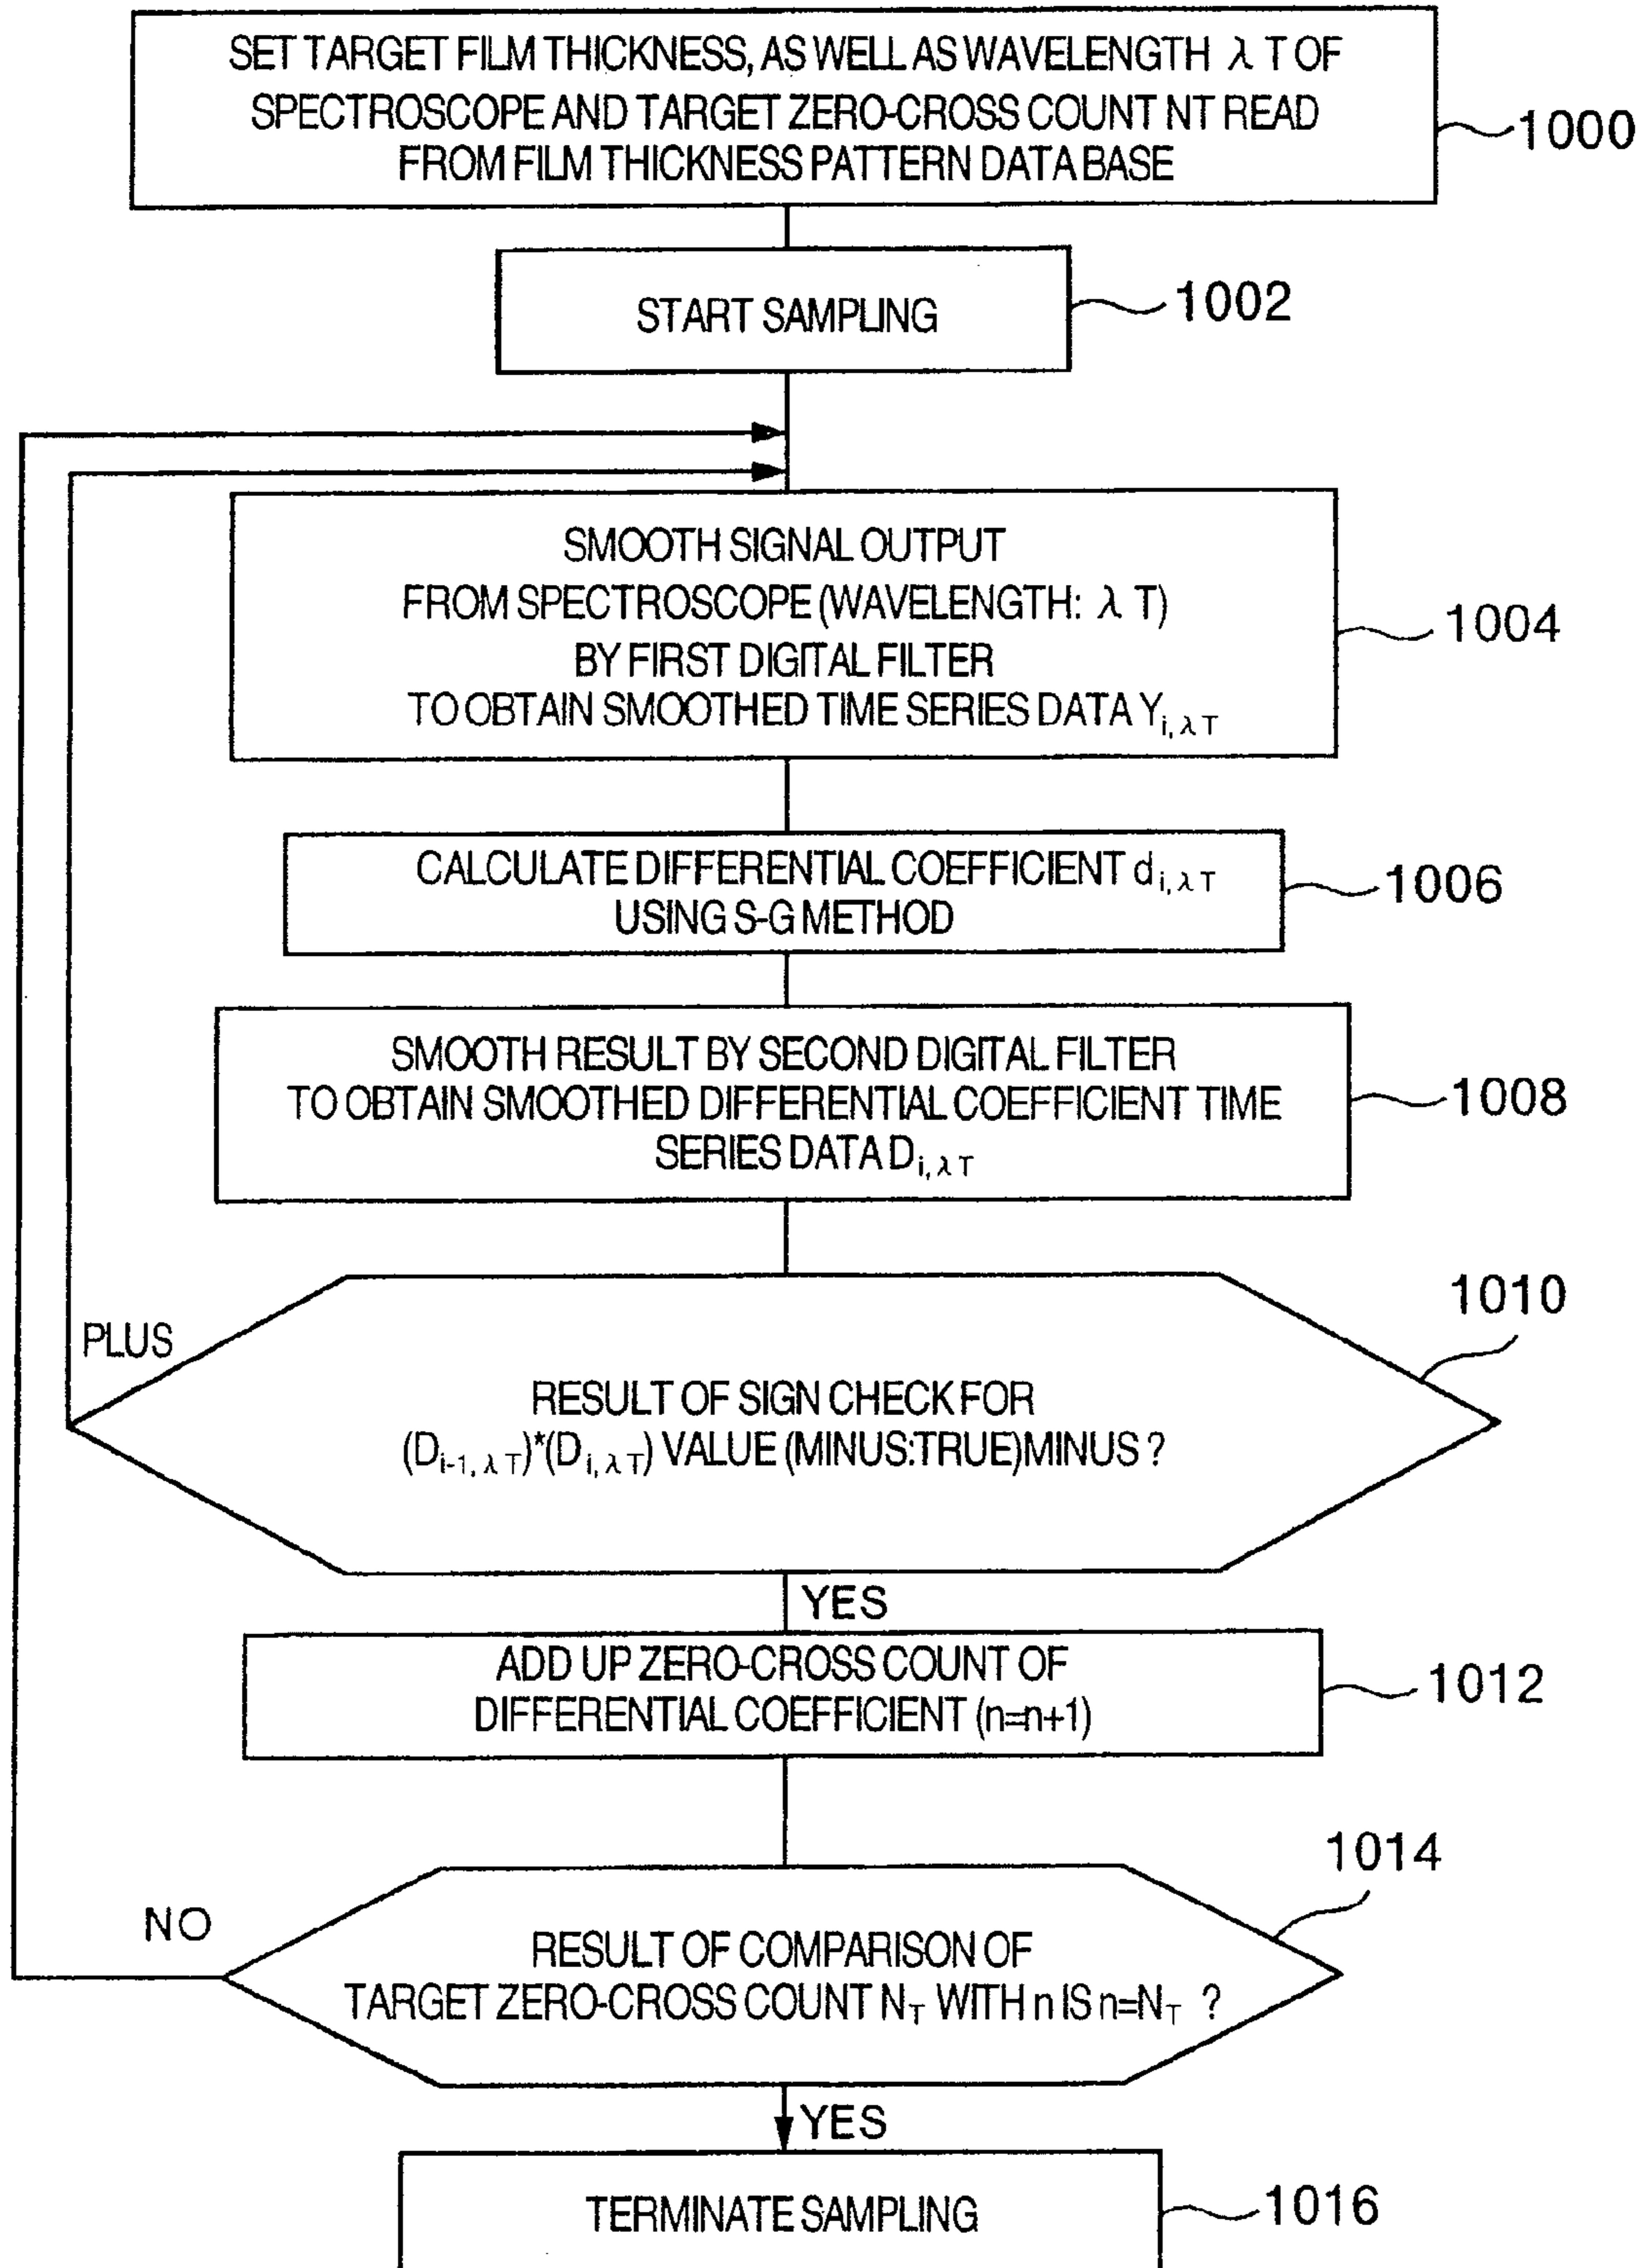 SET TARGET FILM THICKNESS, AS WELL AS WAVELENGTH λ T OF
SPECTROSCOPE AND TARGET ZERO-CROSS COUNT NT READ
FROM FILM THICKNESS PATTERN DATA BASE
1000
START SAMPLING
1002
SMOOTH SIGNAL OUTPUT
FROM SPECTROSCOPE (WAVELENGTH: λ T)
BY FIRST DIGITAL FILTER
TO OBTAIN SMOOTHED TIME SERIES DATA Yi, λ T
1004
CALCULATE DIFFERENTIAL COEFFICIENT di, λ T
USING S-G METHOD
1006
SMOOTH RESULT BY SECOND DIGITAL FILTER
TO OBTAIN SMOOTHED DIFFERENTIAL COEFFICIENT TIME
SERIES DATA Di, λ T
1008
PLUS
1010
RESULT OF SIGN CHECK FOR
(Di-1, λ T)*(Di, λ T) VALUE (MINUS:TRUE)MINUS ?
YES
ADD UP ZERO-CROSS COUNT OF
DIFFERENTIAL COEFFICIENT (n=n+1)
1012
1014
NO
RESULT OF COMPARISON OF
TARGET ZERO-CROSS COUNT NT WITH n IS n=NT ?
YES
TERMINATE SAMPLING
1016